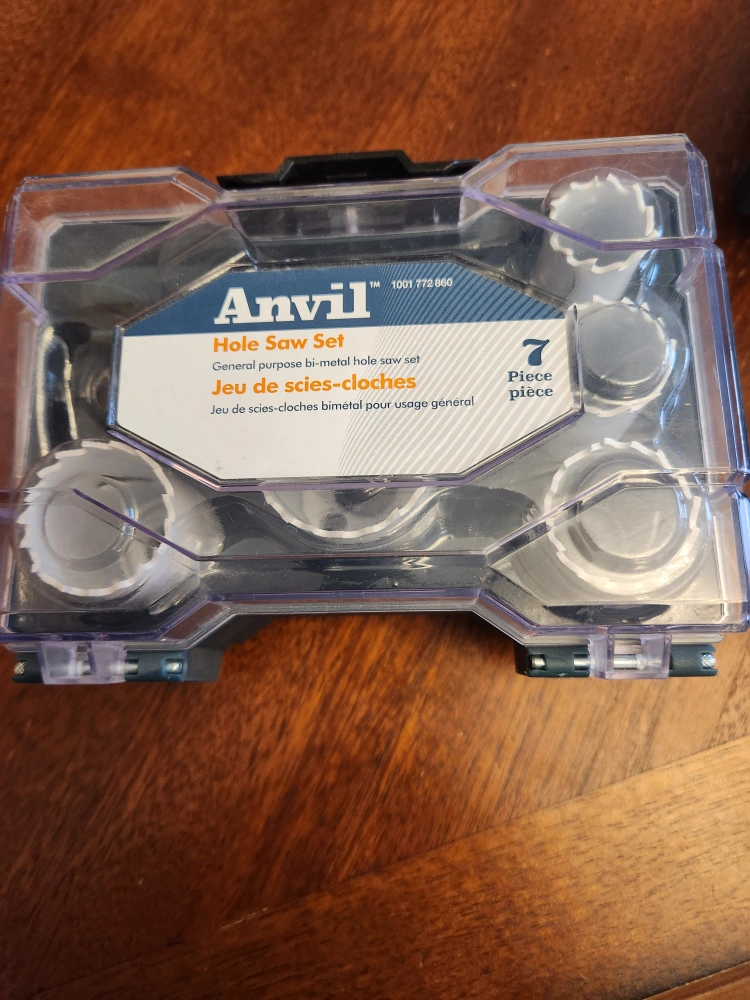 Anvil™ 1001 772 860
Hole Saw Set
General purpose bi-metal hole saw set
Jeu de scies-cloches
Jeu de scies-cloches bimétal pour usage général
7
Piece
pièce